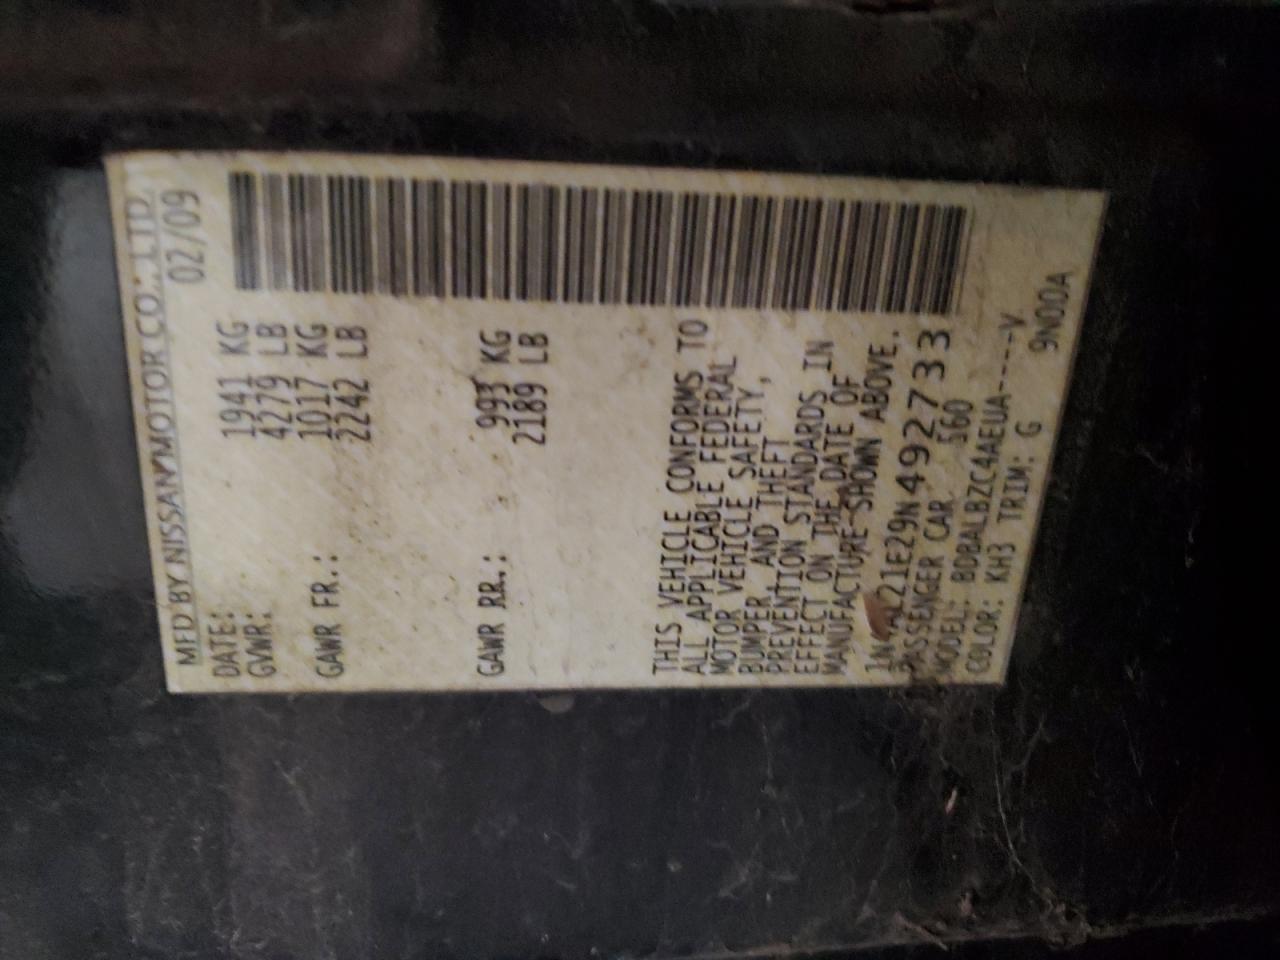 MFD BY NISSAN MOTOR CO., LTD.
DATE: 02/09
GVWR: 1941 KG
4279 LB
GAWR FR.: 1017 KG
2242 LB
GAWR RR.: 993 KG
2189 LB
THIS VEHICLE CONFORMS TO
ALL APPLICABLE FEDERAL
MOTOR VEHICLE SAFETY,
BUMPER, AND THEFT
PREVENTION STANDARDS IN
EFFECT ON THE DATE OF
MANUFACTURE SHOWN ABOVE.
PASSENGER CAR 560
MODEL: BDBALBZC4AEUA-----V
COLOR: KH3 TRIM: G 9N00A